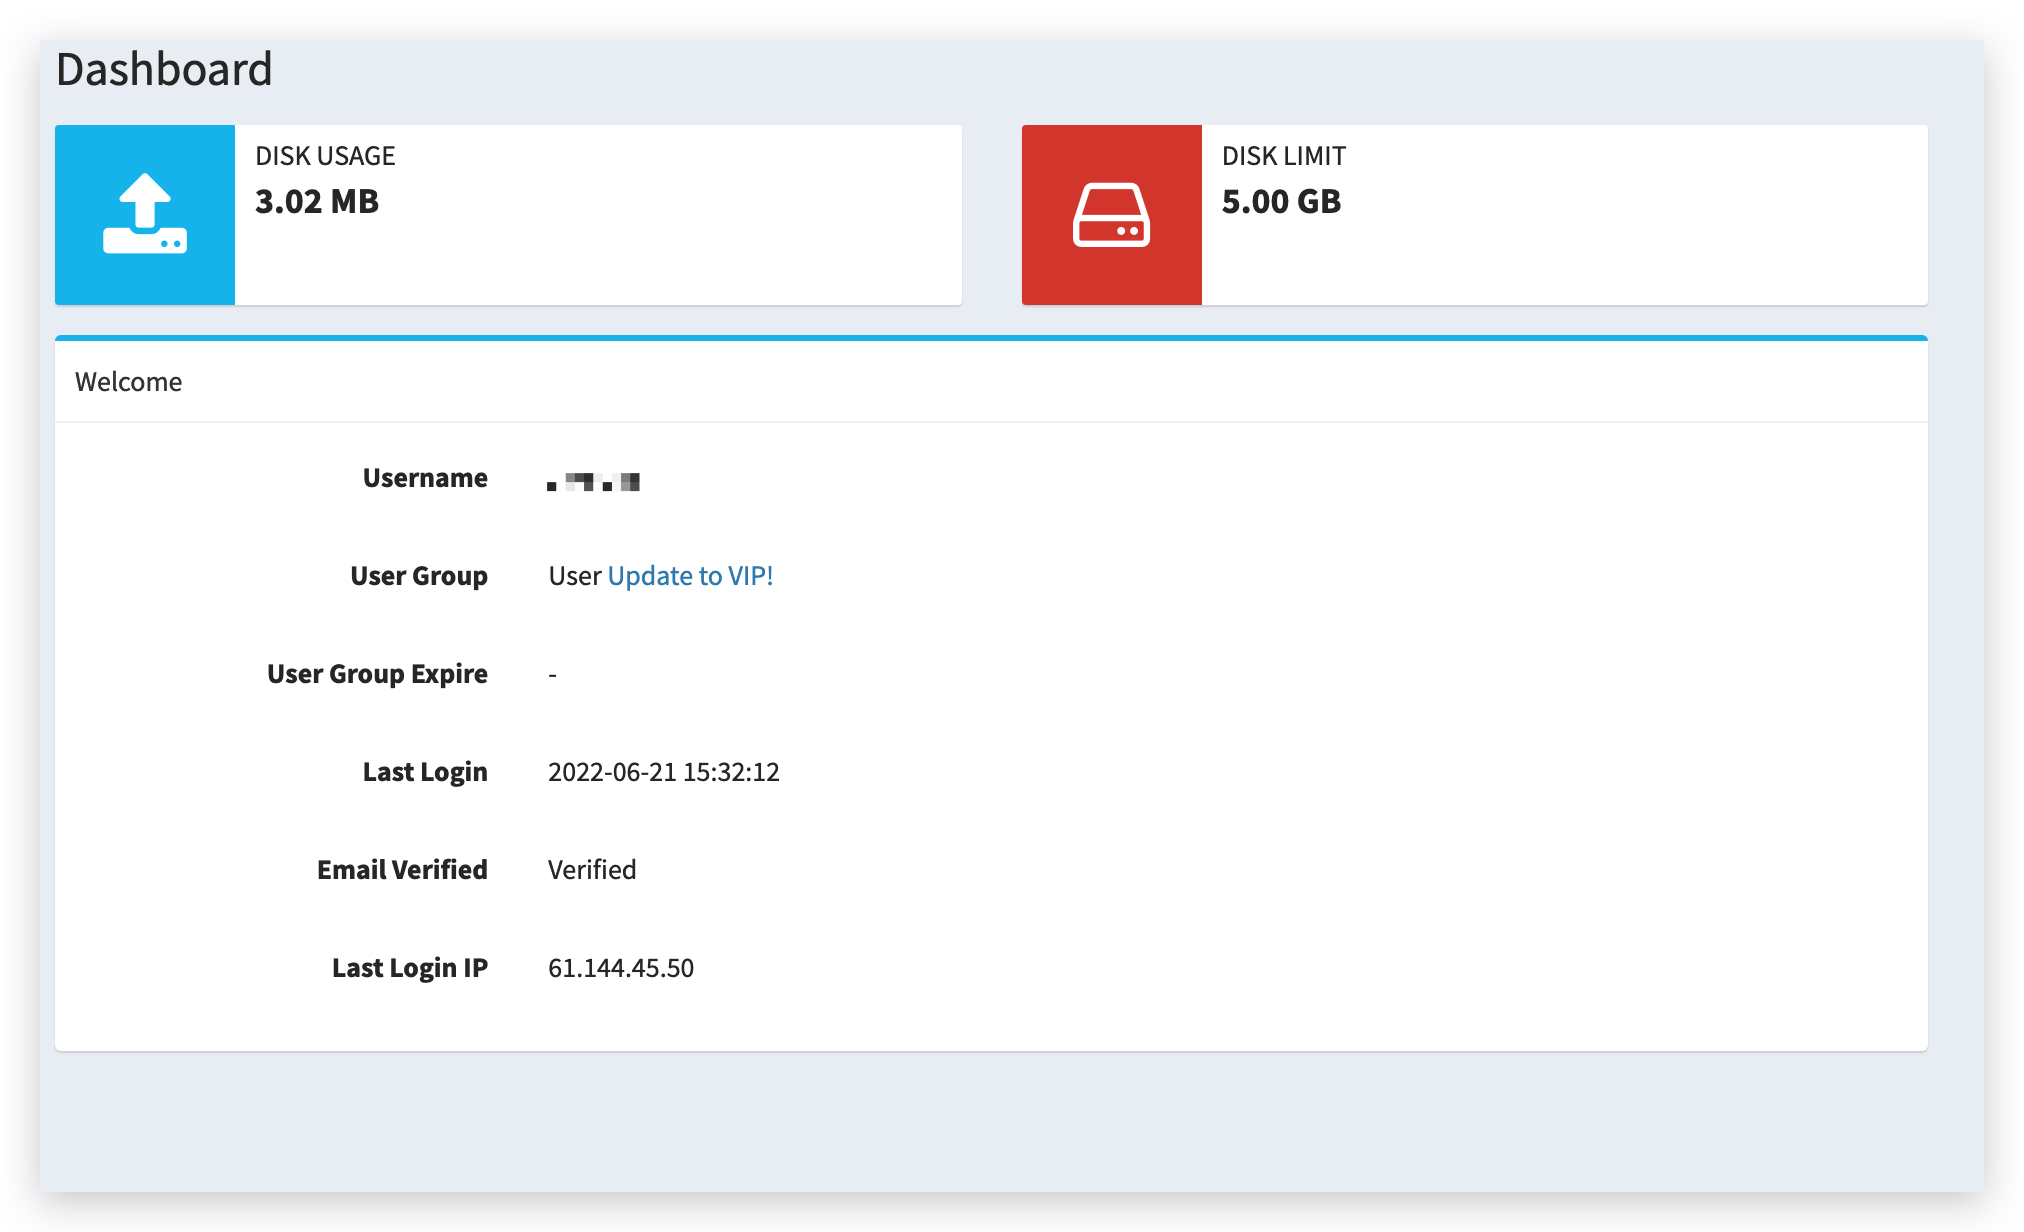 Dashboard
DISK USAGE
3.02 MB
DISK LIMIT
5.00 GB
Welcome
Username
User Group User Update to VIP!
User Group Expire -
Last Login 2022-06-21 15:32:12
Email Verified Verified
Last Login IP 61.144.45.50